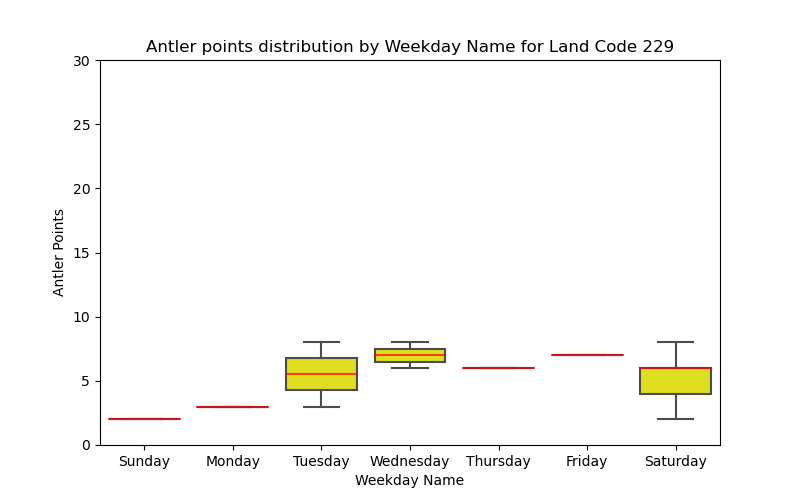 Antler points distribution by Weekday Name for Land Code 229
30
25
20
15
10
5
0
Antler Points
Sunday Monday Tuesday Wednesday Thursday Friday Saturday
Weekday Name